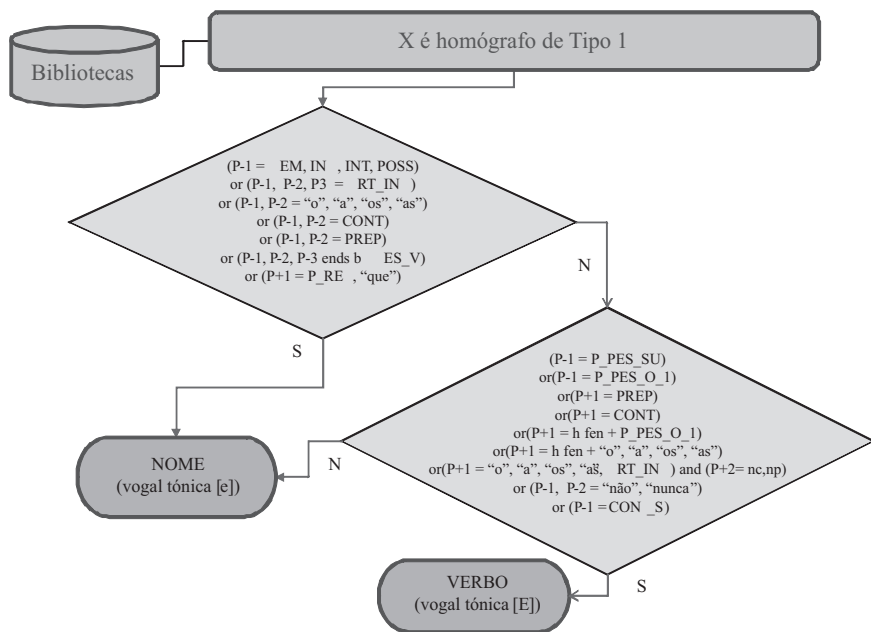 X é homógrafo de Tipo 1
Bibliotecas
(P-1 = EM, IN , INT, POSS)
or (P-1, P-2, P3 = RT_IN )
or (P-1, P-2 = “o”, “a”, “os”, “as”)
or (P-1, P-2 = CONT)
or (P-1, P-2 = PREP)
or (P-1, P-2, P-3 ends b ES_V)
or (P+1 = P_RE , “que”)
N
S
(P-1 = P_PES_SU)
or(P-1 = P_PES_O_1)
or(P+1 = PREP)
or(P+1 = CONT)
or(P+1 = h fen + P_PES_O_1)
or(P+1 = h fen + “o”, “a”, “os”, “as”)
or(P+1 = “o”, “a”, “os”, “as”, RT_IN ) and (P+2= nc,np)
or (P-1, P-2 = “não”, “nunca”)
or (P-1 =CON _S)
NOME
(vogal tónica [e])
N
VERBO
(vogal tónica [E])
S